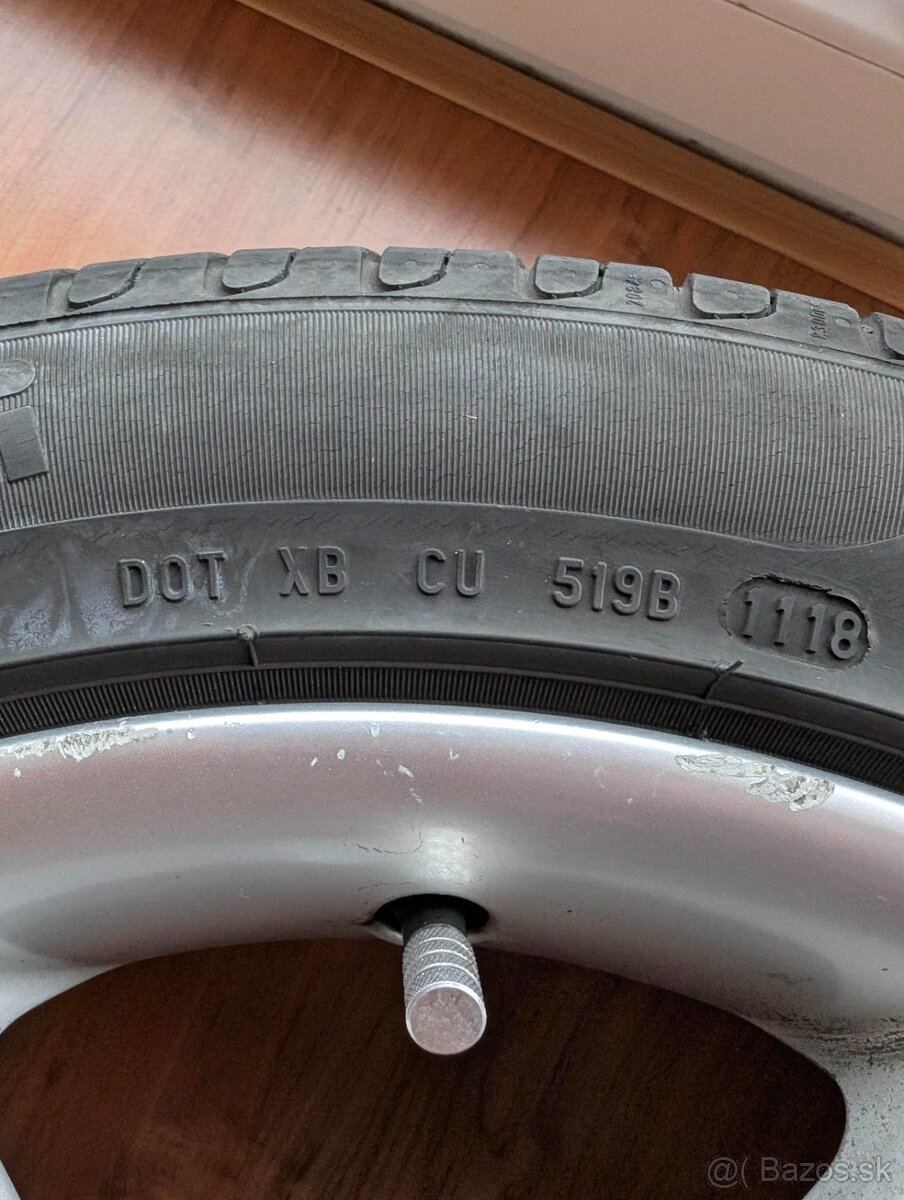 DOT XB CU 519B 1118
@( Bazos.sk